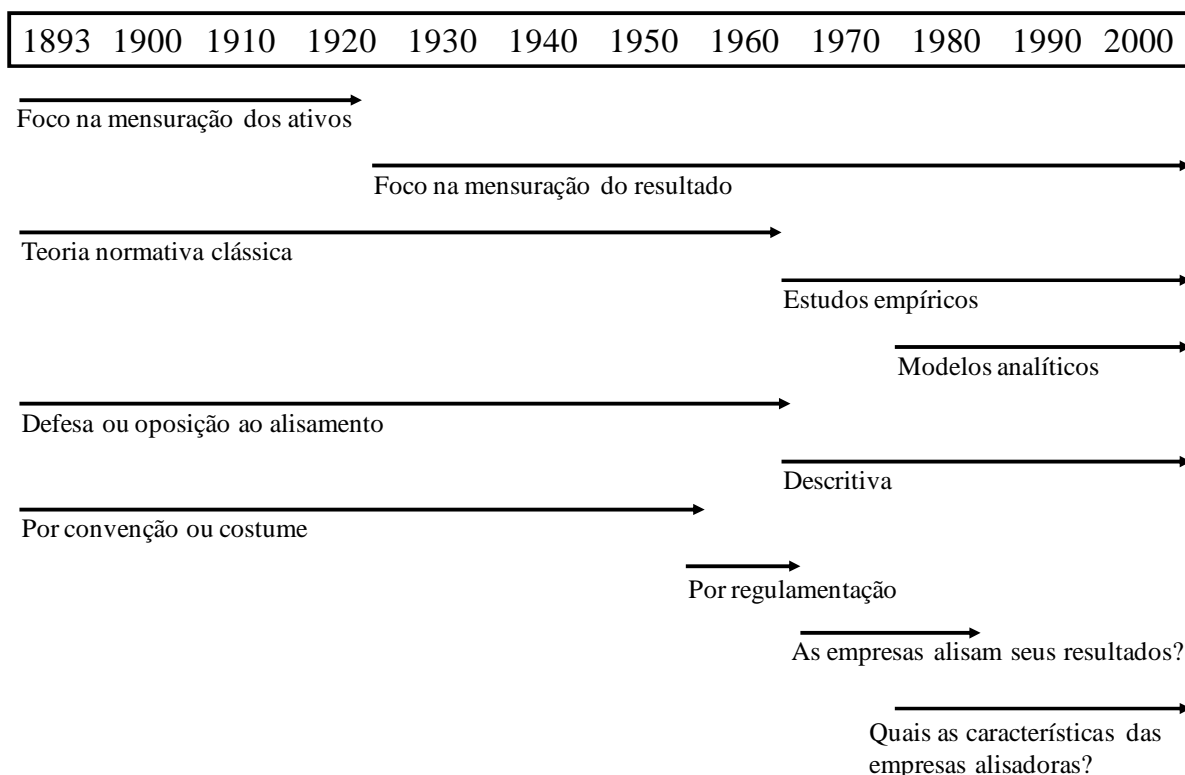 1893 1900 1910 1920 1930 1940 1950 1960 1970 1980 1990 2000
Foco na mensuração dos ativos
Foco na mensuração do resultado
Teoria normativa clássica
Estudos empíricos
Modelos analíticos
Defesa ou oposição ao alisamento
Descritiva
Por convenção ou costume
Por regulamentação
As empresas alisam seus resultados?
Quais as características das
empresas alisadoras?